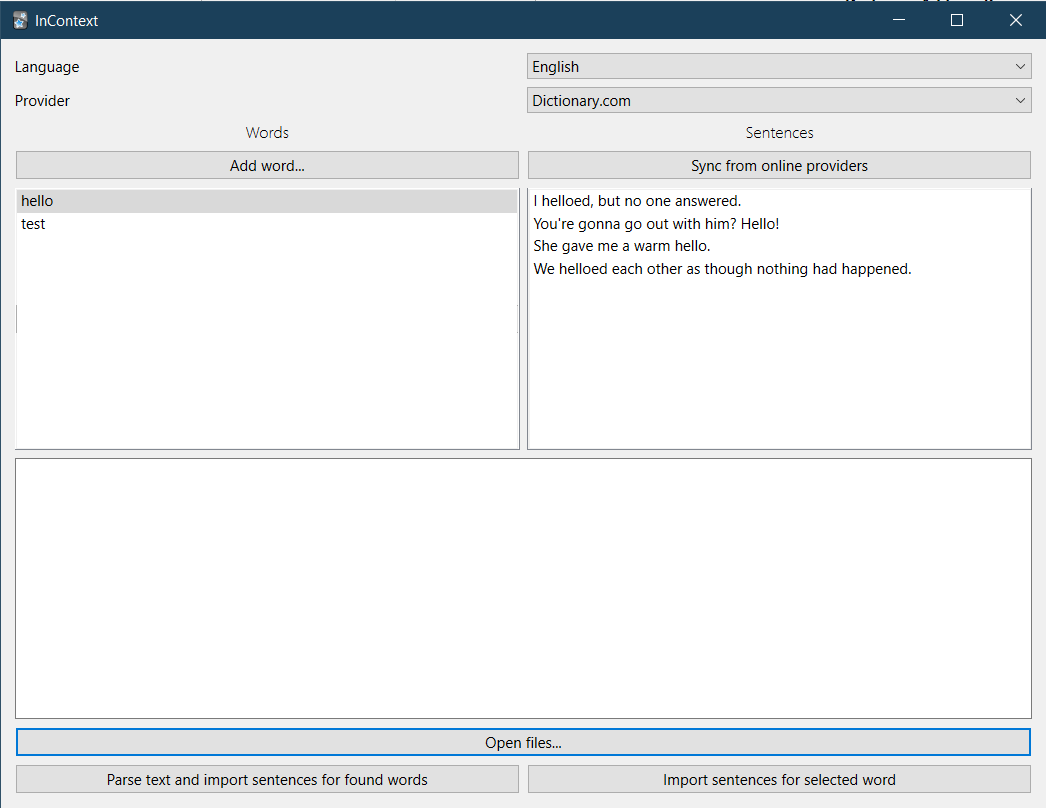 InContext
Language
English
Provider
Dictionary.com
Words
Sentences
Add word...
Sync from online providers
hello
test
I helloed, but no one answered.
You're gonna go out with him? Hello!
She gave me a warm hello.
We helloed each other as though nothing had happened.
Open files...
Parse text and import sentences for found words
Import sentences for selected word